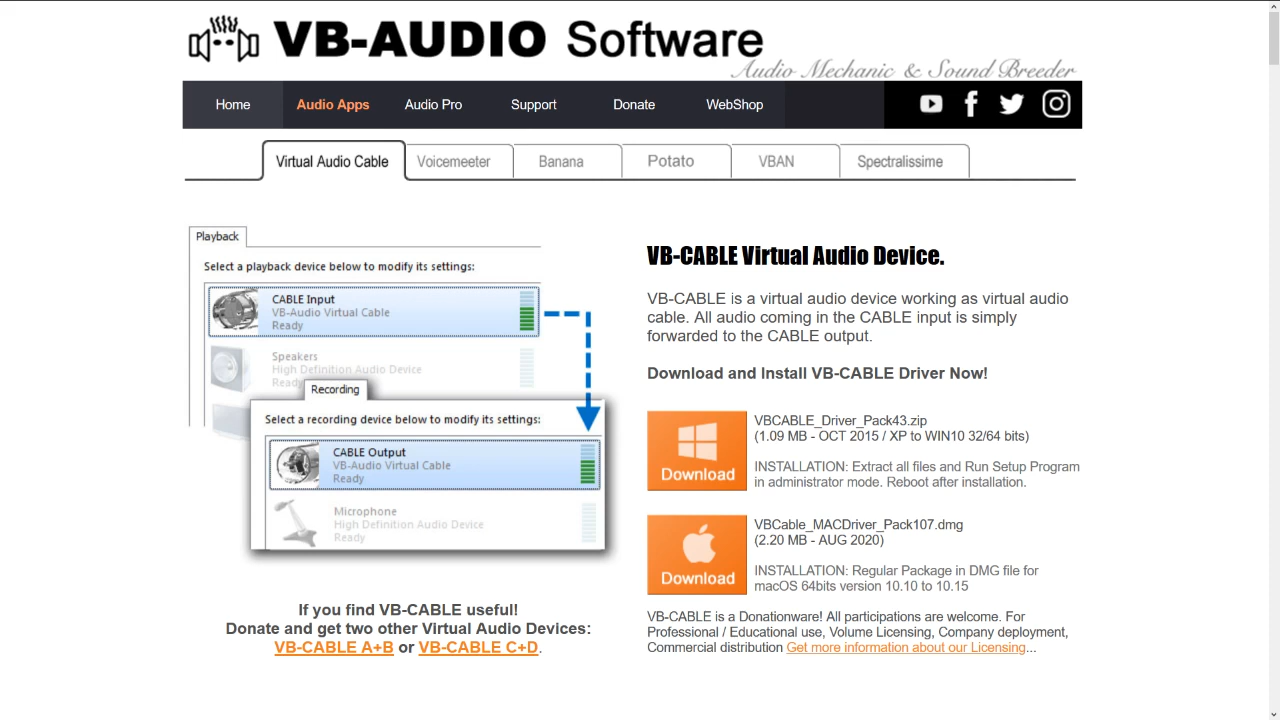 VB-AUDIO Software
Audio Mechanic & Sound Breeder
Home Audio Apps Audio Pro Support Donate WebShop
Virtual Audio Cable Voicemeeter Banana Potato VBAN Spectralissime
Playback
Select a playback device below to modify its settings:
CABLE Input
VB-Audio Virtual Cable
Ready
Speakers
High Definition Audio Device
Ready
Recording
Select a recording device below to modify its settings:
CABLE Output
VB-Audio Virtual Cable
Ready
Microphone
High Definition Audio Device
Ready
If you find VB-CABLE useful!
Donate and get two other Virtual Audio Devices:
VB-CABLE A+B or VB-CABLE C+D.
VB-CABLE Virtual Audio Device.
VB-CABLE is a virtual audio device working as virtual audio
cable. All audio coming in the CABLE input is simply
forwarded to the CABLE output.
Download and Install VB-CABLE Driver Now!
Download
VBCABLE_Driver_Pack43.zip
(1.09 MB - OCT 2015 / XP to WIN10 32/64 bits)
INSTALLATION: Extract all files and Run Setup Program
in administrator mode. Reboot after installation.
Download
VBCable_MACDriver_Pack107.dmg
(2.20 MB - AUG 2020)
INSTALLATION: Regular Package in DMG file for
macOS 64bits version 10.10 to 10.15
VB-CABLE is a Donationware! All participations are welcome. For
Professional / Educational use, Volume Licensing, Company deployment,
Commercial distribution Get more information about our Licensing...